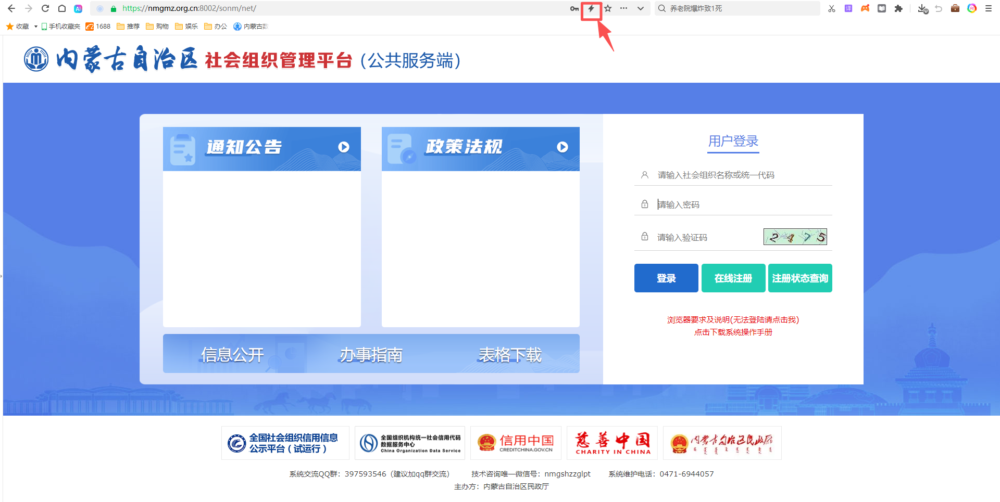 AI https://nmgmz.org.cn:8002/sonm/net/ 养老院爆炸致1死 译 AI
收藏 手机收藏夹 1688 推荐 购物 娱乐 办公 内蒙古数
内蒙古自治区 社会组织管理平台 (公共服务端)
通知公告 政策法规
信息公开 办事指南 表格下载
用户登录
请输入社会组织名称或统一代码
请输入密码
请输入验证码 2475
登录 在线注册 注册状态查询
浏览器要求及说明(无法登陆请点击我)
点击下载系统操作手册
全国社会组织信用信息
公示平台（试运行）
全国组织机构统一社会信用代码
数据服务中心
China Organization Data Service
信用中国
CREDITCHINA.GOV.CN
慈善中国
CHARITY IN CHINA
内蒙古自治区人民政府
系统交流QQ群：397593546（建议加qq群交流） 技术咨询唯一微信号：nmgshzzglpt 系统维护电话：0471-6944057
主办方：内蒙古自治区民政厅